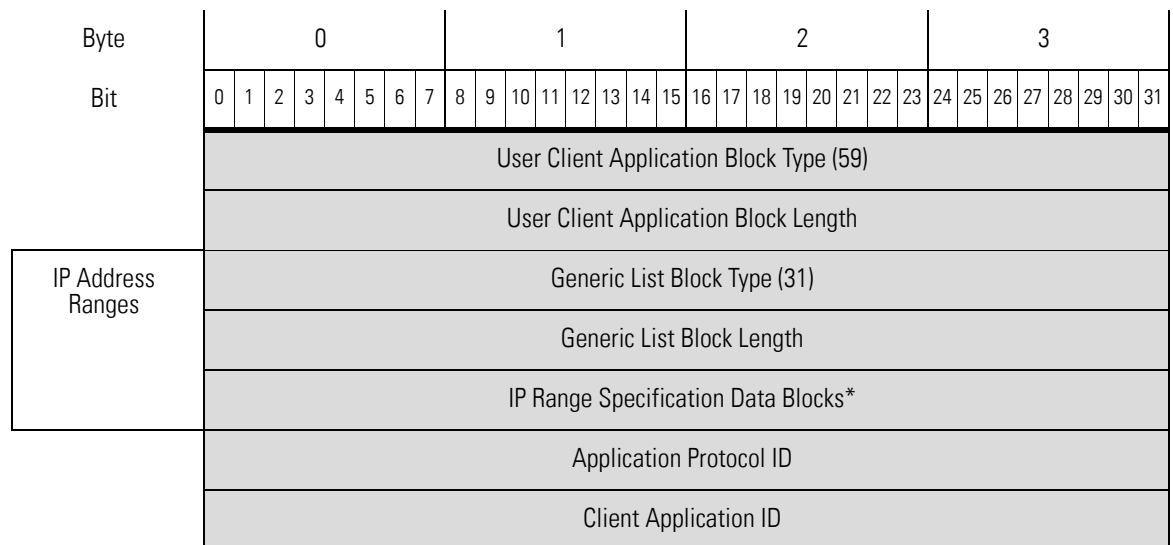 Byte 0 1 2 3
Bit 0 1 2 3 4 5 6 7 8 9 10 11 12 13 14 15 16 17 18 19 20 21 22 23 24 25 26 27 28 29 30 31
User Client Application Block Type (59)
User Client Application Block Length
IP Address
Ranges
Generic List Block Type (31)
Generic List Block Length
IP Range Specification Data Blocks*
Application Protocol ID
Client Application ID